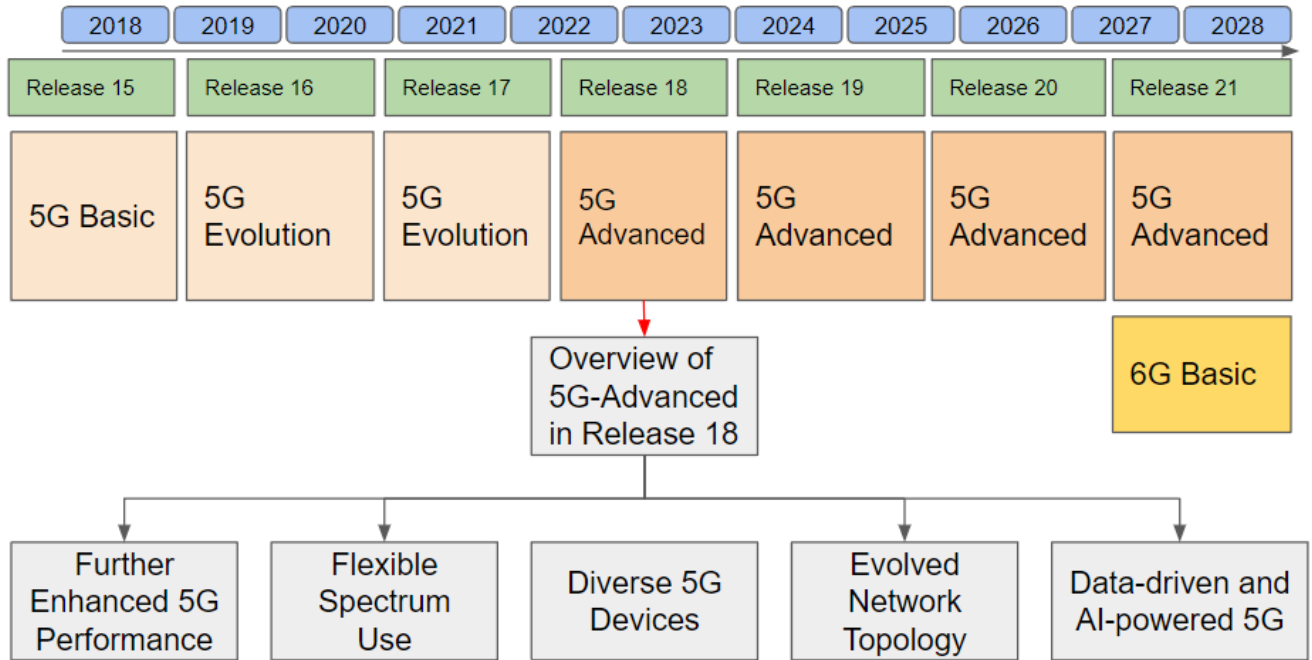 2018 2019 2020 2021 2022 2023 2024 2025 2026 2027 2028
Release 15 Release 16 Release 17 Release 18 Release 19 Release 20 Release 21
5G Basic
5G
Evolution
5G
Evolution
5G
Advanced
5G
Advanced
5G
Advanced
5G
Advanced
6G Basic
Overview of
5G-Advanced
in Release 18
Further
Enhanced 5G
Performance
Flexible
Spectrum
Use
Diverse 5G
Devices
Evolved
Network
Topology
Data-driven and
AI-powered 5G